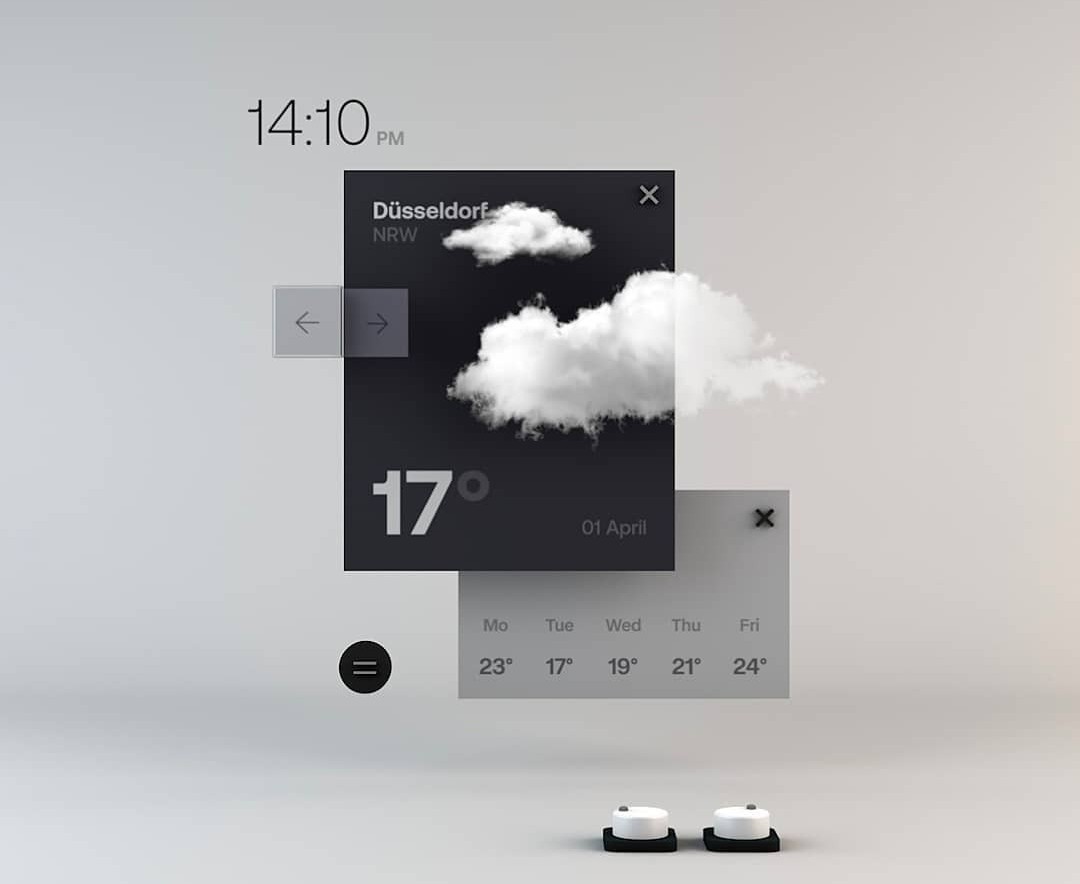 14:10 PM
Düsseldorf
NRW
17°
01 April
Mo Tue Wed Thu Fri
23° 17° 19° 21° 24°